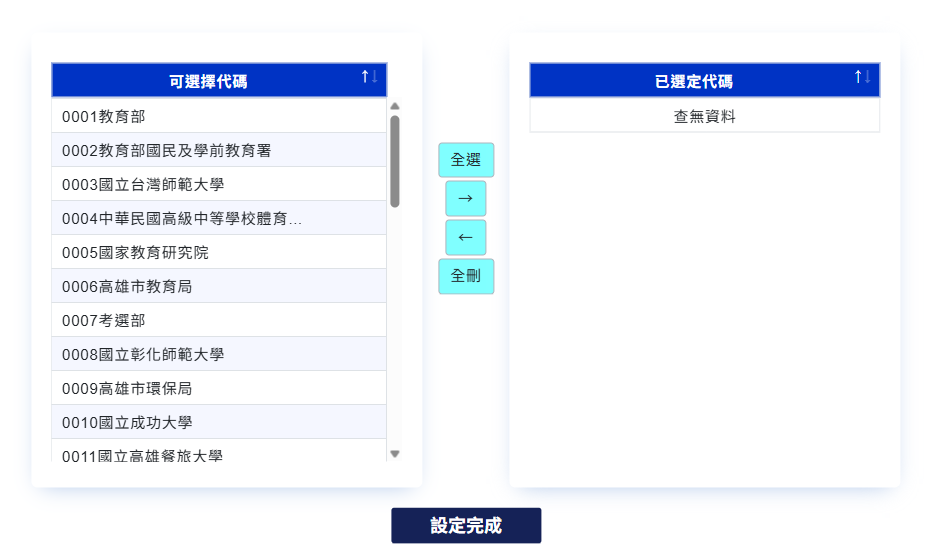 可選擇代碼 ↑↓
0001教育部
0002教育部國民及學前教育署
0003國立台灣師範大學
0004中華民國高級中等學校體育...
0005國家教育研究院
0006高雄市教育局
0007考選部
0008國立彰化師範大學
0009高雄市環保局
0010國立成功大學
0011國立高雄餐旅大學
全選
→
←
全刪
已選定代碼 ↑↓
查無資料
設定完成